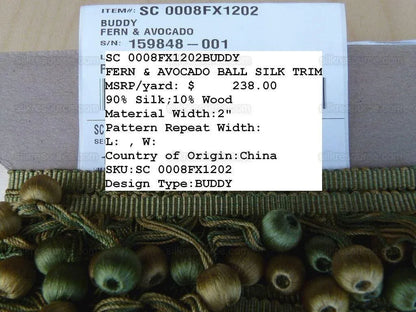 ITEM#: SC 0008FX1202
BUDDY
FERN & AVOCADO
S/N: 159848-001
SC 0008FX1202BUDDY
FERN & AVOCADO BALL SILK TRIM
MSRP/yard: $ 238.00
90% Silk;10% Wood
Material Width:2"
Pattern Repeat Width:
L: , W:
Country of Origin:China
SKU:SC 0008FX1202
Design Type:BUDDY